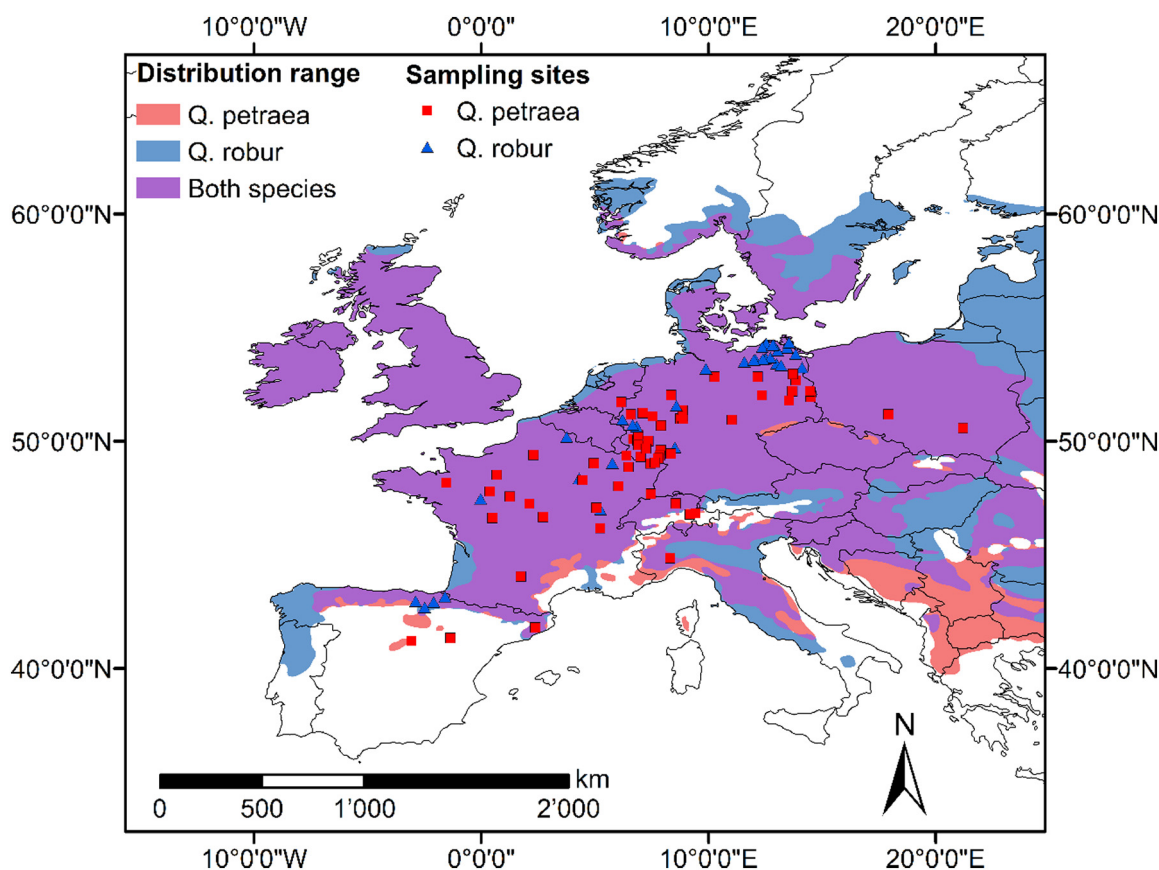 10°0'0"W 0°0'0" 10°0'0"E 20°0'0"E
Distribution range Sampling sites
Q. petraea Q. petraea
Q. robur Q. robur
Both species
60°0'0"N 60°0'0"N
50°0'0"N 50°0'0"N
40°0'0"N 40°0'0"N
N
km
0 500 1’000 2’000
10°0'0"W 0°0'0" 10°0'0"E 20°0'0"E